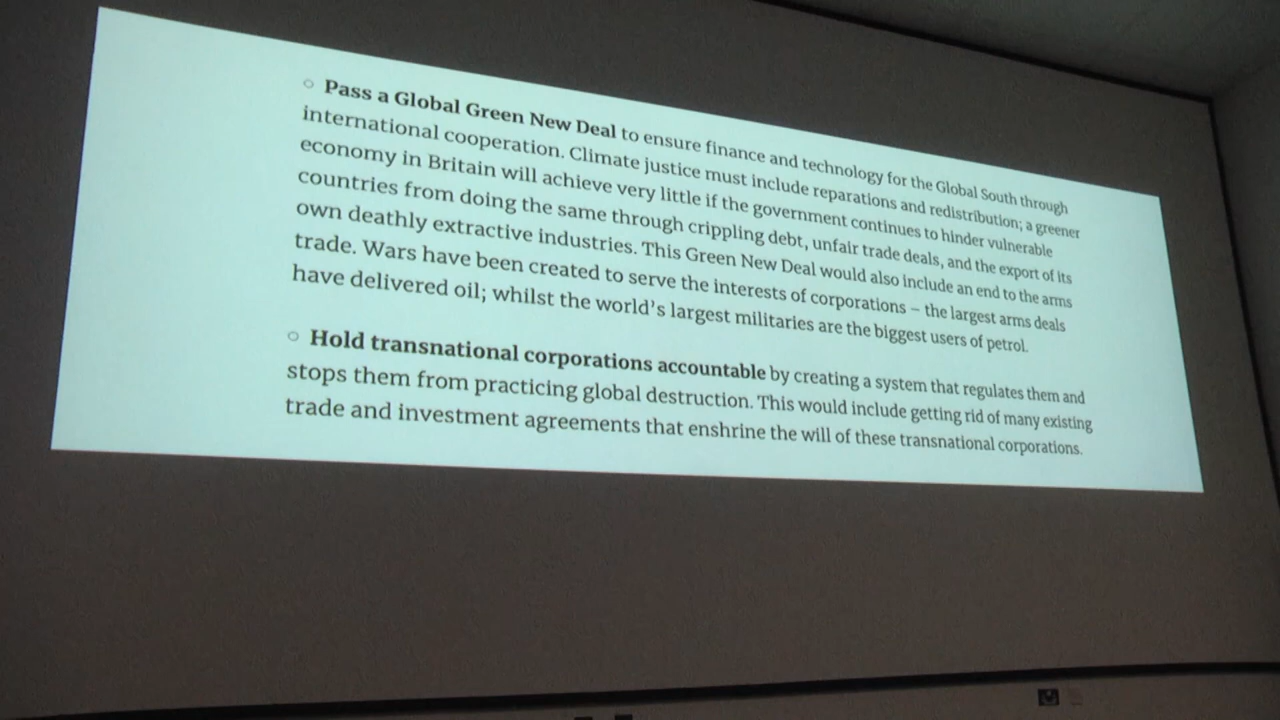 ○ Pass a Global Green New Deal to ensure finance and technology for the Global South through
international cooperation. Climate justice must include reparations and redistribution; a greener
economy in Britain will achieve very little if the government continues to hinder vulnerable
countries from doing the same through crippling debt, unfair trade deals, and the export of its
own deathly extractive industries. This Green New Deal would also include an end to the arms
trade. Wars have been created to serve the interests of corporations – the largest arms deals
have delivered oil; whilst the world's largest militaries are the biggest users of petrol.
○ Hold transnational corporations accountable by creating a system that regulates them and
stops them from practicing global destruction. This would include getting rid of many existing
trade and investment agreements that enshrine the will of these transnational corporations.